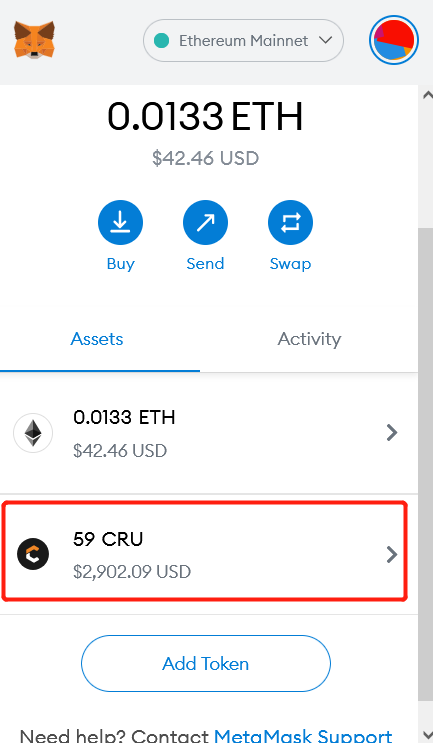 Ethereum Mainnet
0.0133 ETH
$42.46 USD
Buy
Send
Swap
Assets
Activity
0.0133 ETH
$42.46 USD
59 CRU
$2,902.09 USD
Add Token
Need help? Contact MetaMask Support